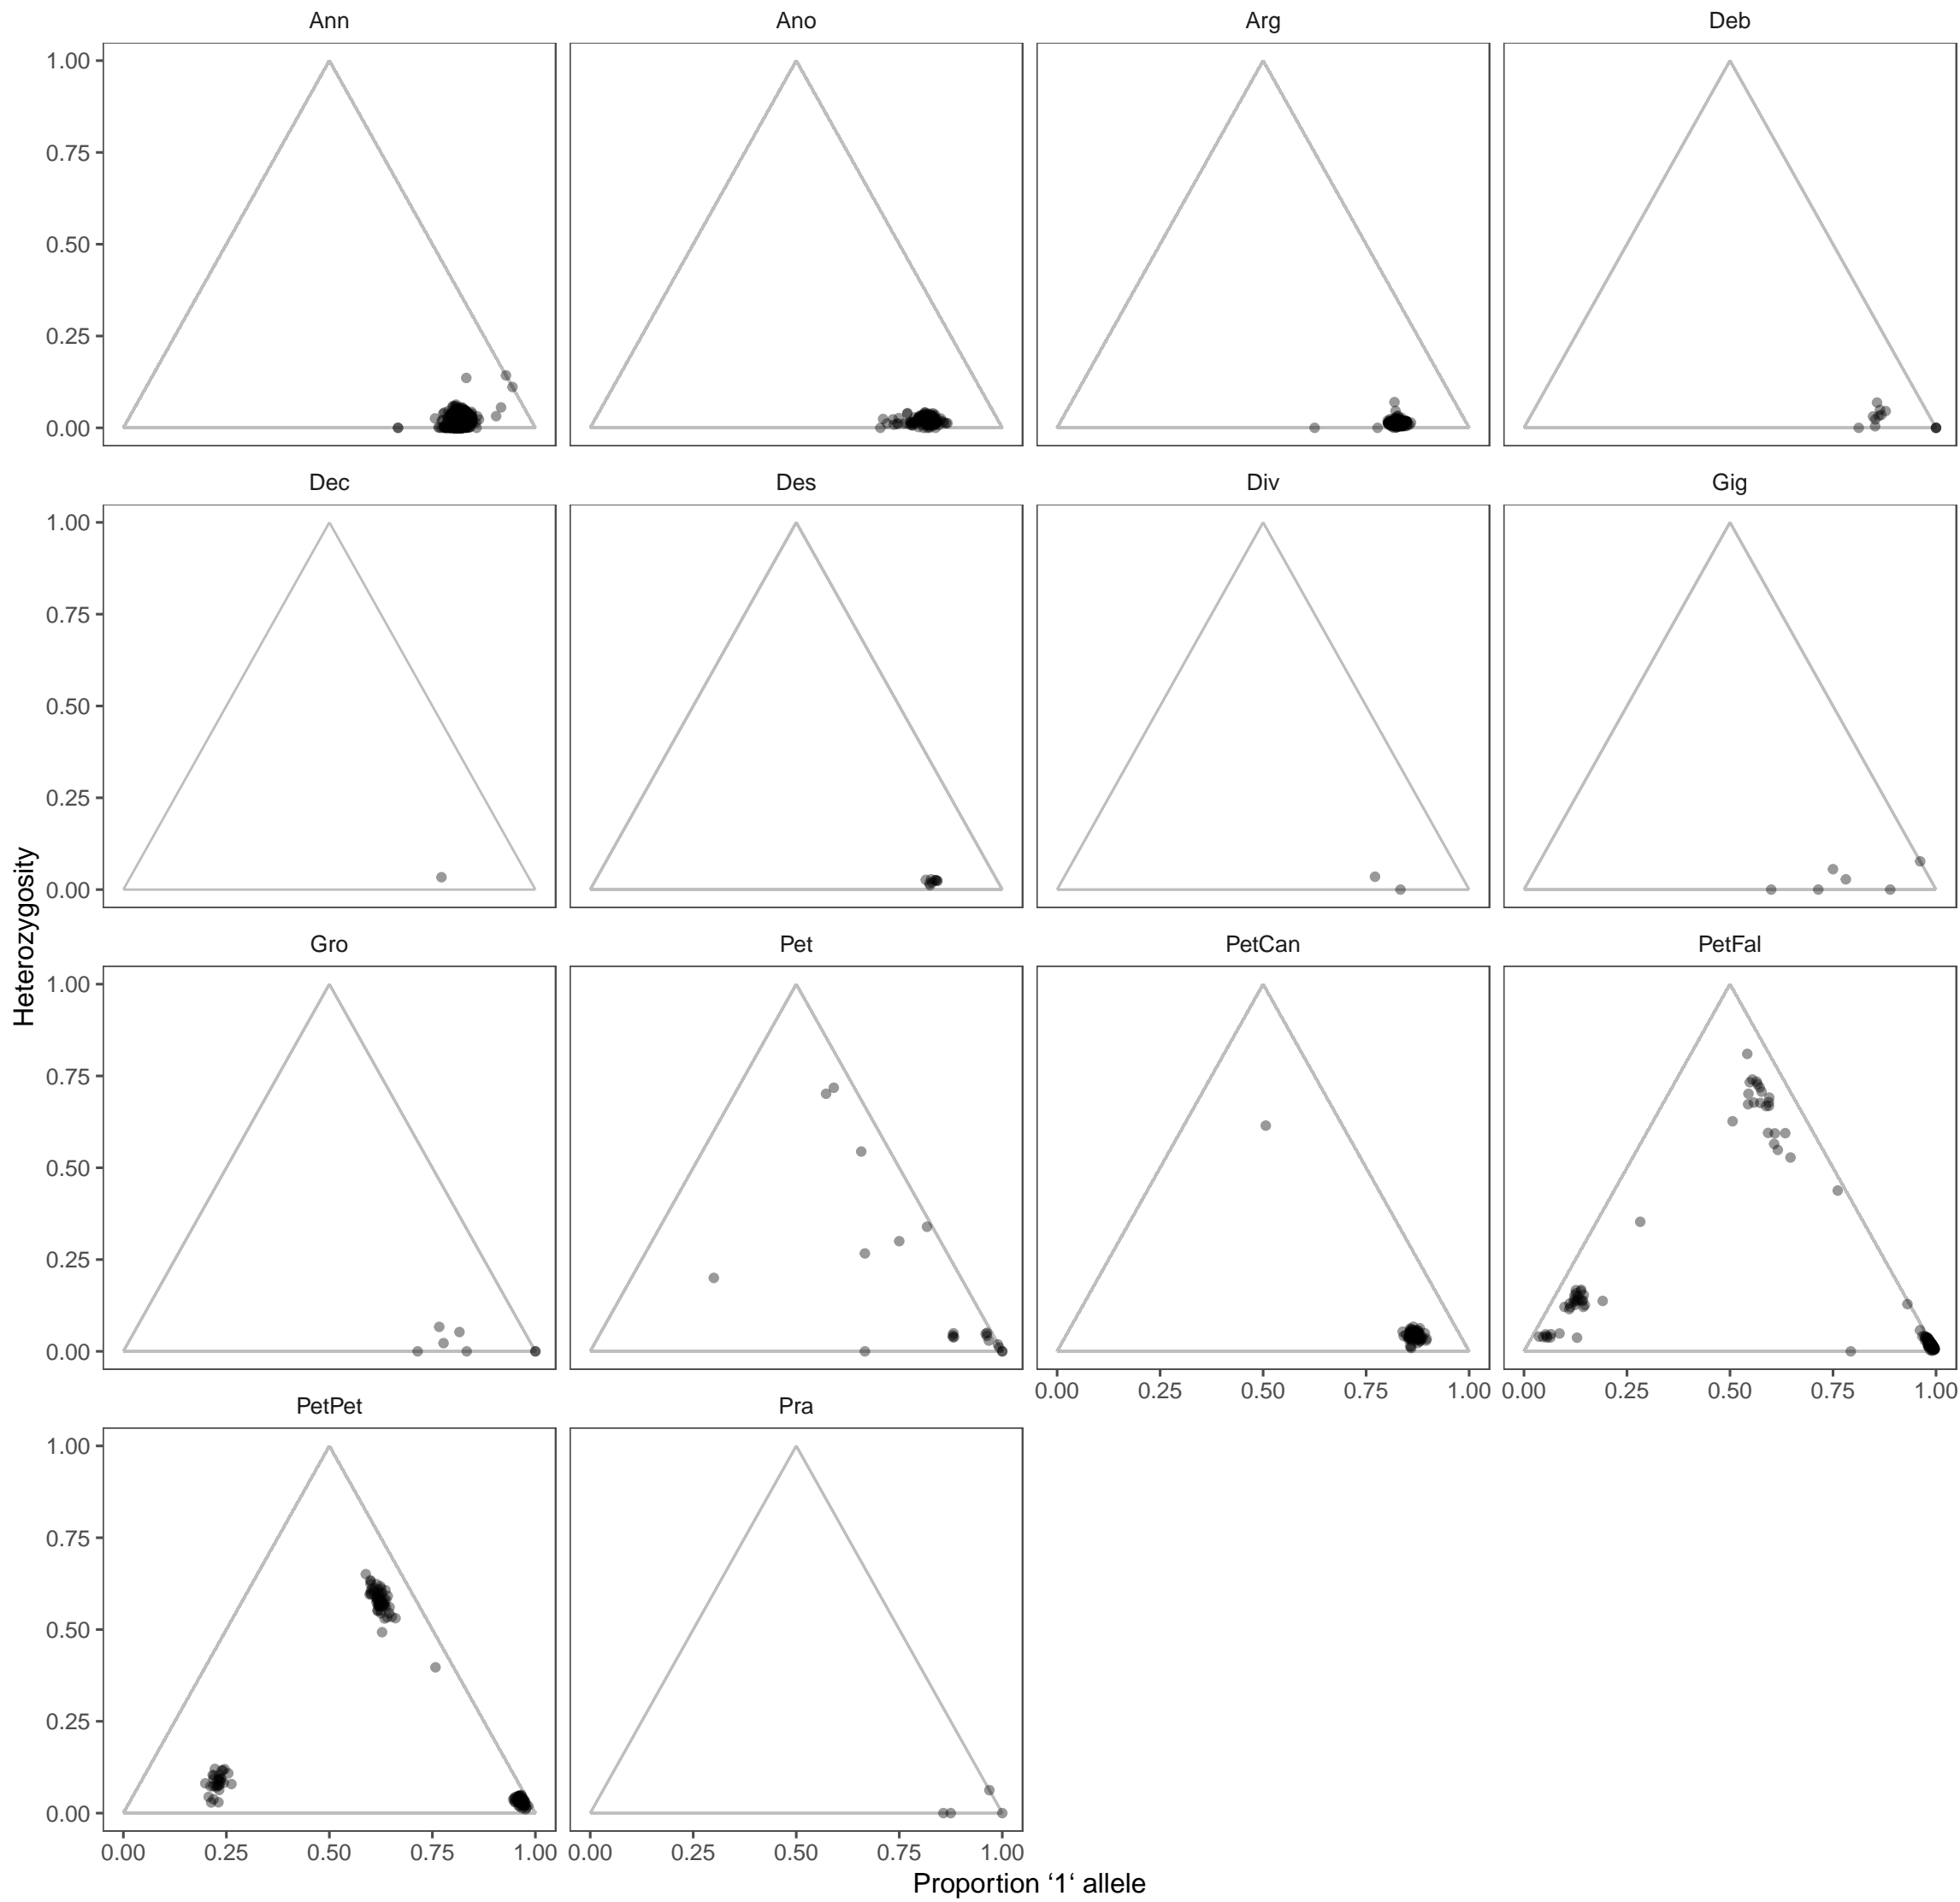 Ann Ano Arg Deb
1.00
0.75
0.50
0.25
0.00
Dec Des Div Gig
1.00
0.75
0.50
0.25
0.00
Heterozygosity
Gro Pet PetCan PetFal
1.00
0.75
0.50
0.25
0.00
0.00 0.25 0.50 0.75 1.00 0.00 0.25 0.50 0.75 1.00
PetPet Pra
1.00
0.75
0.50
0.25
0.00
0.00 0.25 0.50 0.75 1.00 0.00 0.25 0.50 0.75 1.00
Proportion ‘1‘ allele